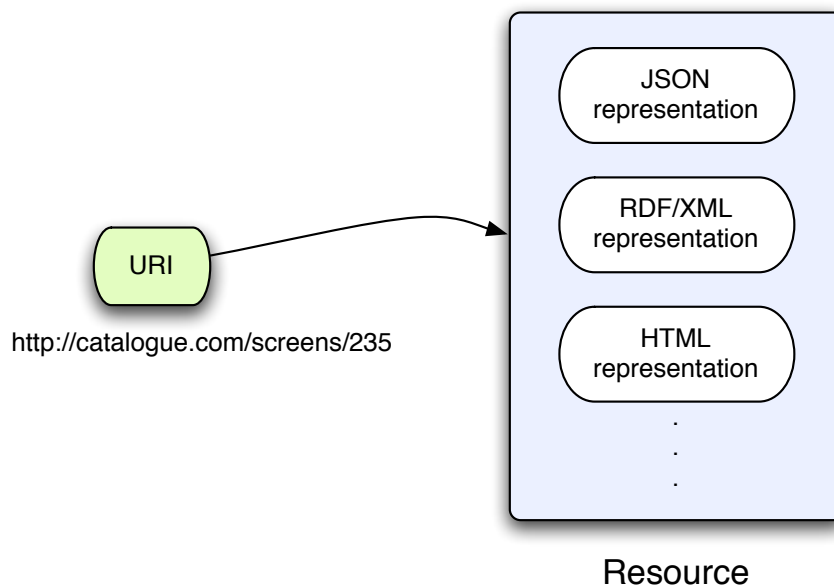 JSON
representation
RDF/XML
representation
URI
http://catalogue.com/screens/235
HTML
representation
.
.
.
Resource